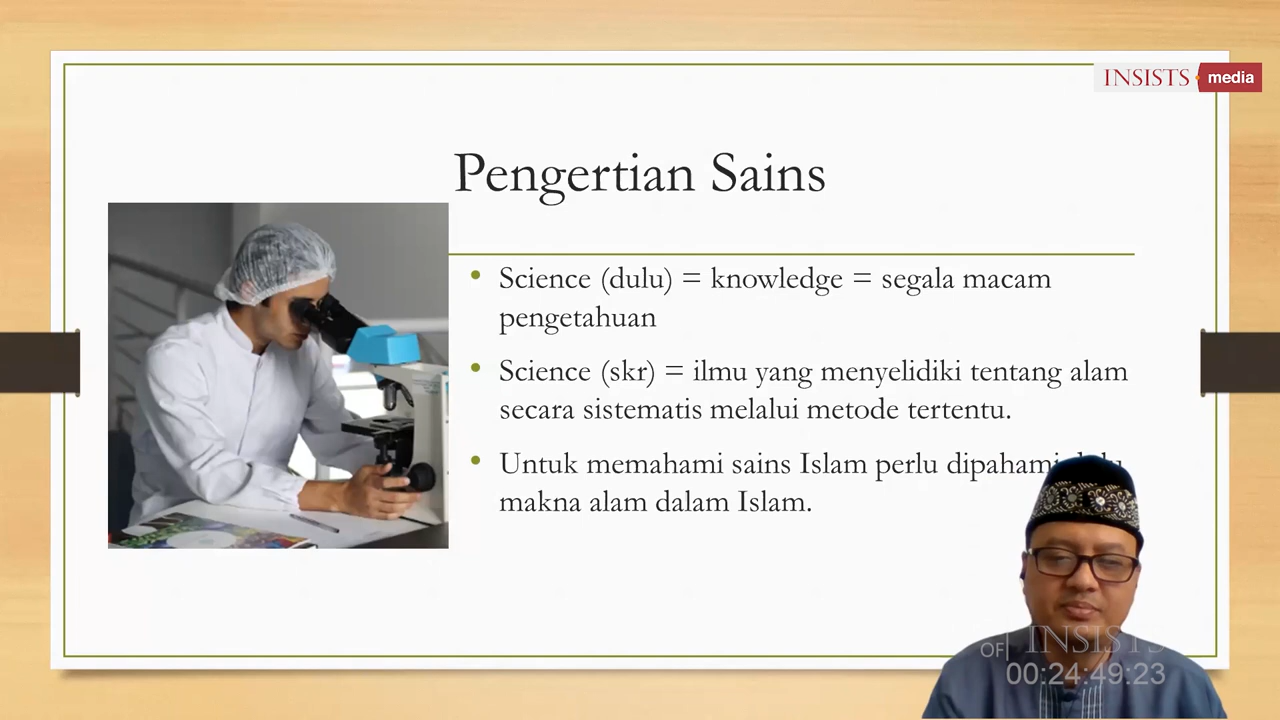 INSISTS media
Pengertian Sains
• Science (dulu) = knowledge = segala macam
pengetahuan
• Science (skr) = ilmu yang menyelidiki tentang alam
secara sistematis melalui metode tertentu.
• Untuk memahami sains Islam perlu dipahami
makna alam dalam Islam.
OF INSISTS
00:24:49:23